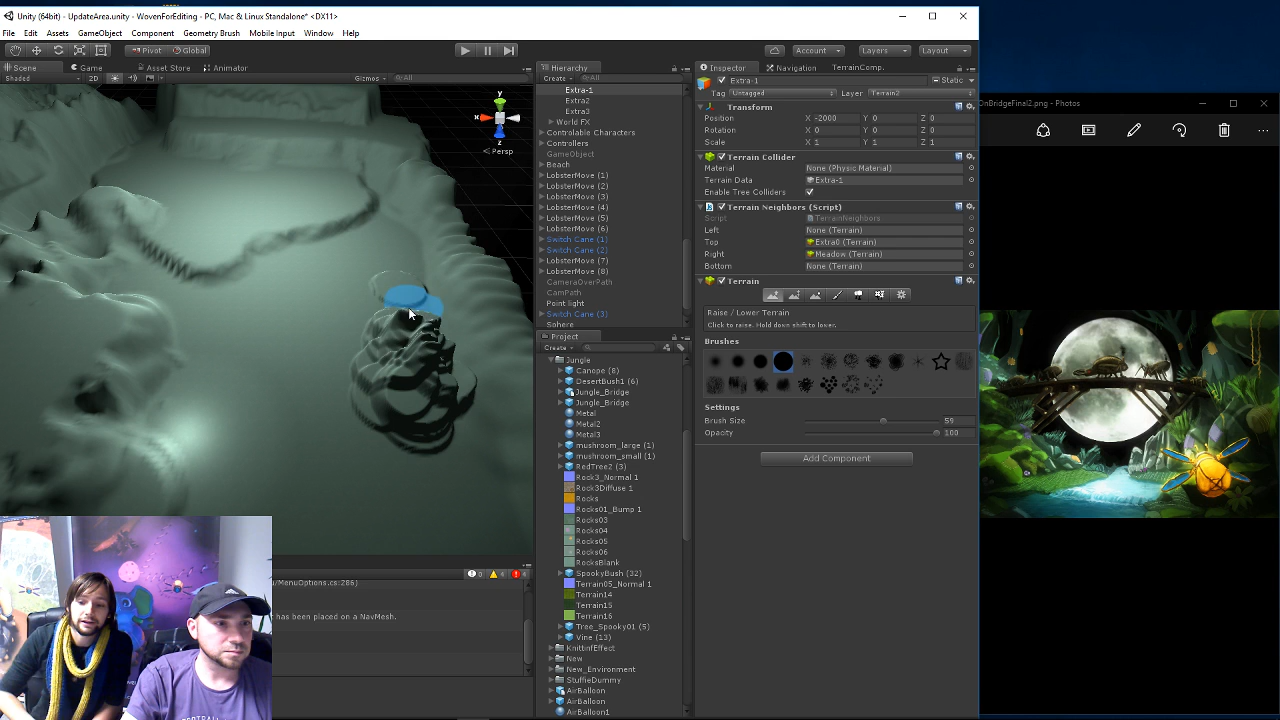 Unity (64bit) - UpdateArea.unity - WovenForEditing - PC, Mac & Linux Standalone* <DX11>
File Edit Assets GameObject Component Geometry Brush Mobile Input Window Help
Pivot Global Account Layers Layout
Scene Game Asset Store Animator
Shaded 2D Gizmos All
y
x
z
Persp
Hierarchy
Create All
Extra-1
Extra2
Extra3
World FX
Controlable Characters
Controllers
GameObject
Beach
LobsterMove (1)
LobsterMove (2)
LobsterMove (3)
LobsterMove (4)
LobsterMove (5)
LobsterMove (6)
Switch Cane (1)
Switch Cane (2)
LobsterMove (7)
LobsterMove (8)
CameraOverPath
CamPath
Point light
Switch Cane (3)
Sphere
Project
Create
Jungle
Canope (8)
DesertBush1 (6)
Jungle_Bridge
Jungle_Bridge
Metal
Metal2
Metal3
mushroom_large (1)
mushroom_small (1)
RedTree2 (3)
Rock3_Normal 1
Rock3Diffuse 1
Rocks
Rocks01_Bump 1
Rocks03
Rocks04
Rocks05
Rocks06
RocksBlank
SpookyBush (32)
Terrain05_Normal 1
Terrain14
Terrain15
Terrain16
Tree_Spooky01 (5)
Vine (13)
KnittinfEffect
New
New_Environment
StuffieDummy
AirBalloon
AirBalloon
AirBalloon1
Inspector Navigation TerrainComp.
Extra-1 Static
Tag Untagged Layer Terrain2
Transform
Position X -2000 Y 0 Z 0
Rotation X 0 Y 0 Z 0
Scale X 1 Y 1 Z 1
Terrain Collider
Material None (Physic Material)
Terrain Data Extra-1
Enable Tree Colliders
Terrain Neighbors (Script)
Script TerrainNeighbors
Left None (Terrain)
Top Extra0 (Terrain)
Right Meadow (Terrain)
Bottom None (Terrain)
Terrain
Raise / Lower Terrain
Click to raise. Hold down shift to lower.
Brushes
Settings
Brush Size 59
Opacity 100
Add Component
OnBridgeFinal2.png - Photos
/MenuOptions.cs:286)
has been placed on a NavMesh.